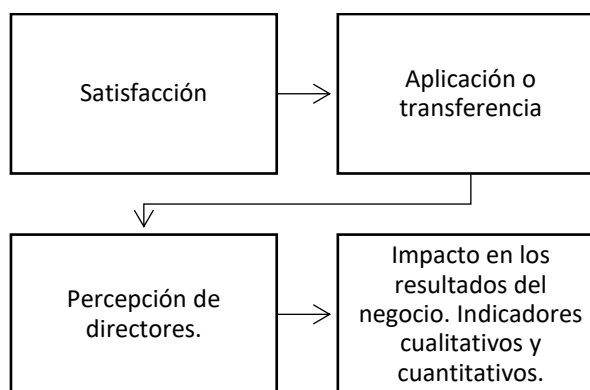 Satisfacción
Aplicación o
transferencia
Percepción de
directores.
Impacto en los
resultados del
negocio. Indicadores
cualitativos y
cuantitativos.